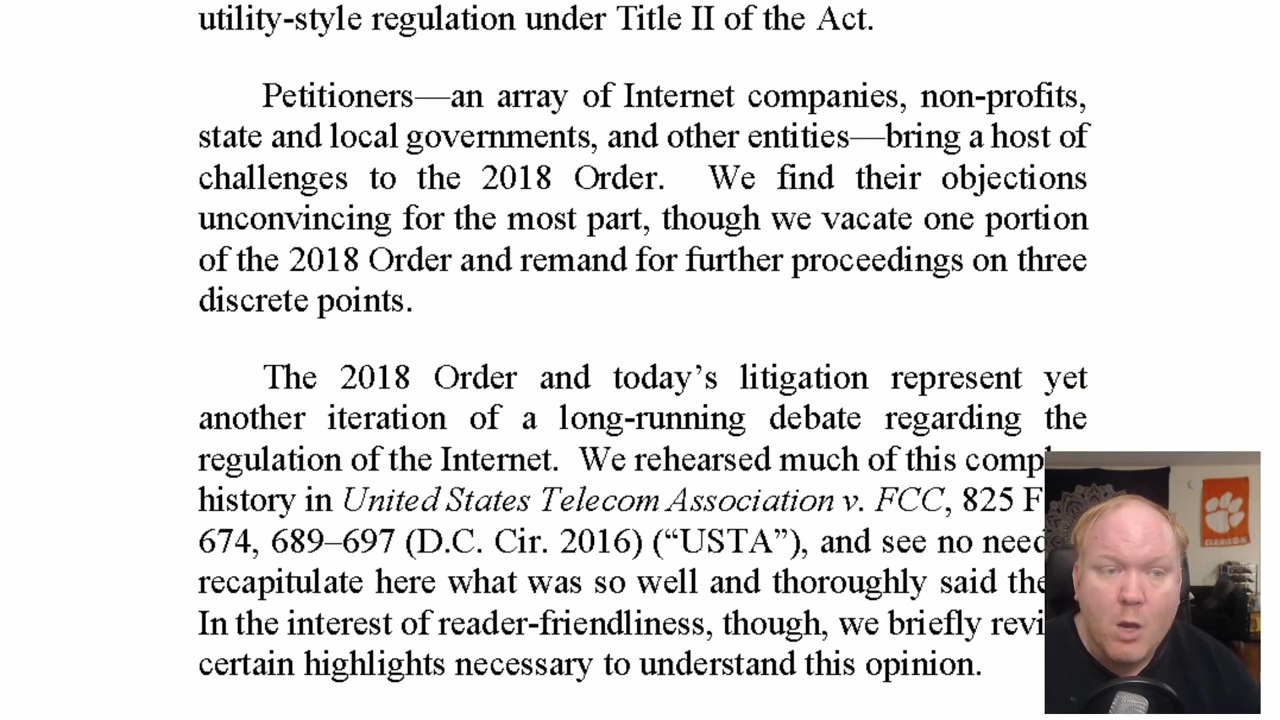 utility-style regulation under Title II of the Act.
Petitioners—an array of Internet companies, non-profits,
state and local governments, and other entities—bring a host of
challenges to the 2018 Order. We find their objections
unconvincing for the most part, though we vacate one portion
of the 2018 Order and remand for further proceedings on three
discrete points.
The 2018 Order and today's litigation represent yet
another iteration of a long-running debate regarding the
regulation of the Internet. We rehearsed much of this
history in United States Telecom Association v. FCC, 825
674, 689–697 (D.C. Cir. 2016) (“USTA”), and see no
recapitulate here what was so well and thoroughly said
In the interest of reader-friendliness, though, we briefly
certain highlights necessary to understand this opinion.
CLEMSON